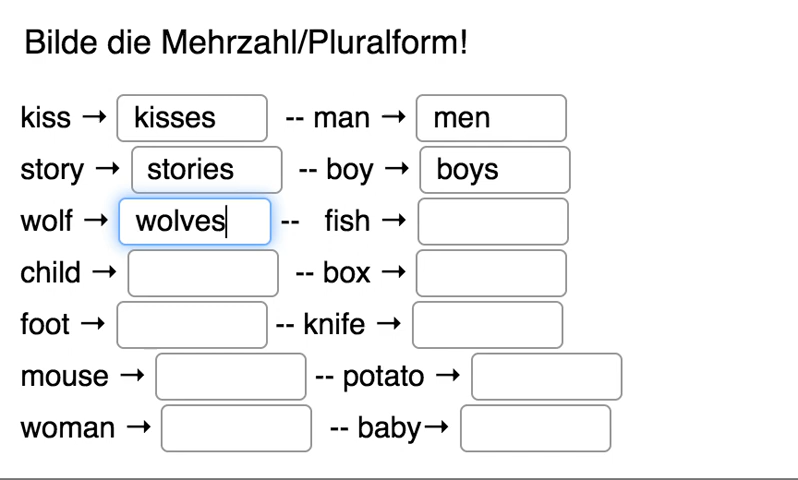 Bilde die Mehrzahl/Pluralform!
kiss → kisses -- man → men
story → stories -- boy → boys
wolf → wolves -- fish →
child → -- box →
foot → -- knife →
mouse → -- potato →
woman → -- baby→